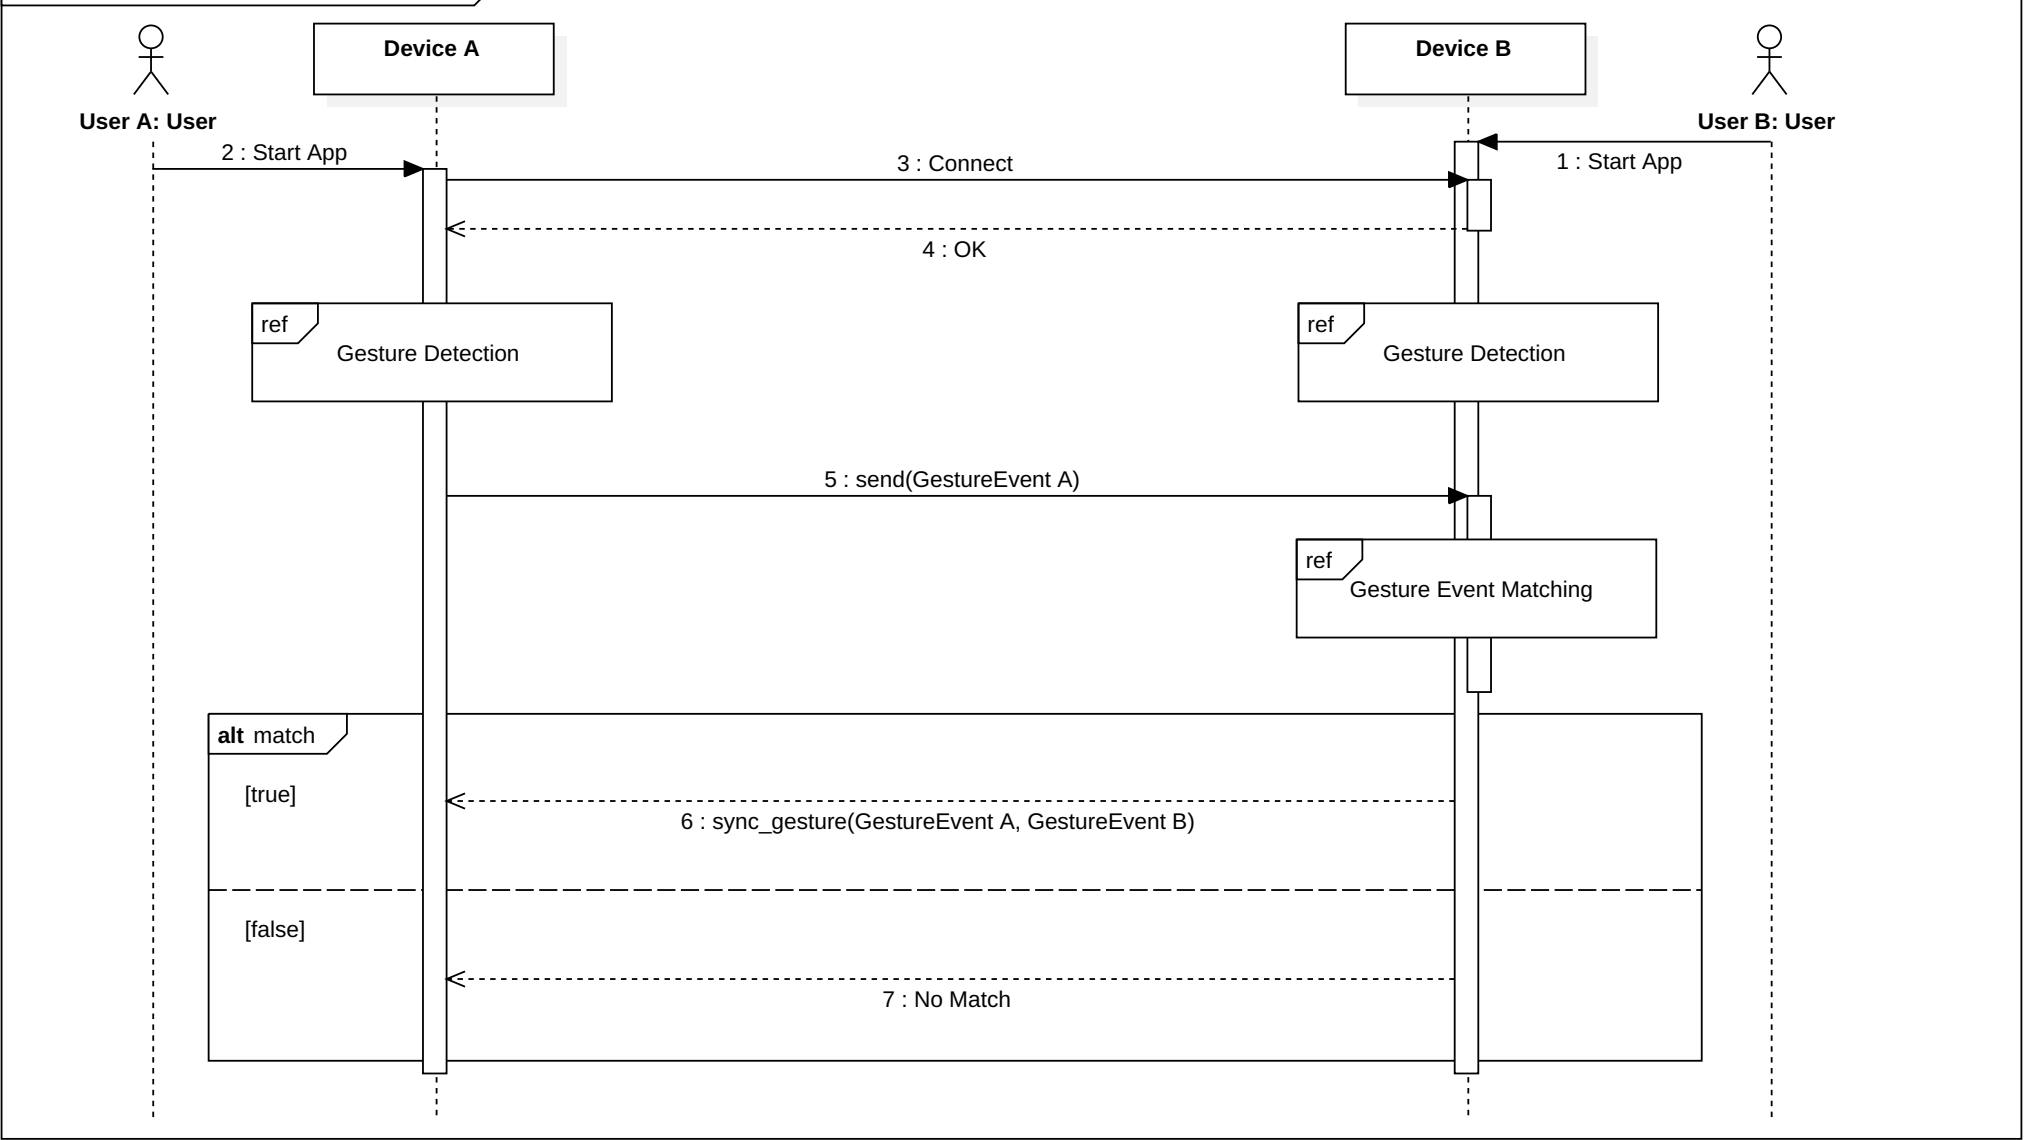 Device A
Device B
User A: User
User B: User
2 : Start App
3 : Connect
1 : Start App
4 : OK
ref
Gesture Detection
ref
Gesture Detection
5 : send(GestureEvent A)
ref
Gesture Event Matching
alt match
[true]
6 : sync_gesture(GestureEvent A, GestureEvent B)
[false]
7 : No Match